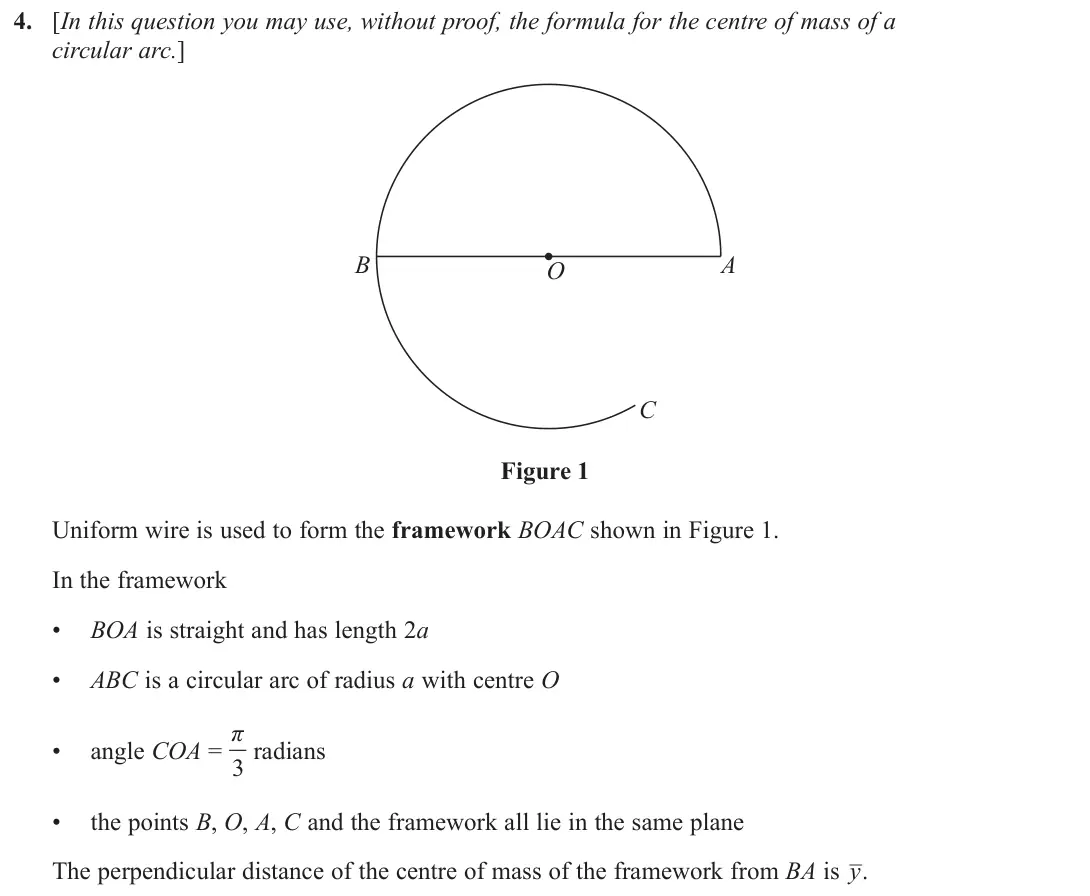 4. [In this question you may use, without proof, the formula for the centre of mass of a
circular arc.]
B
O
A
C
Figure 1
Uniform wire is used to form the framework BOAC shown in Figure 1.
In the framework
• BOA is straight and has length 2a
• ABC is a circular arc of radius a with centre O
• angle COA = π/3 radians
• the points B, O, A, C and the framework all lie in the same plane
The perpendicular distance of the centre of mass of the framework from BA is y̅.